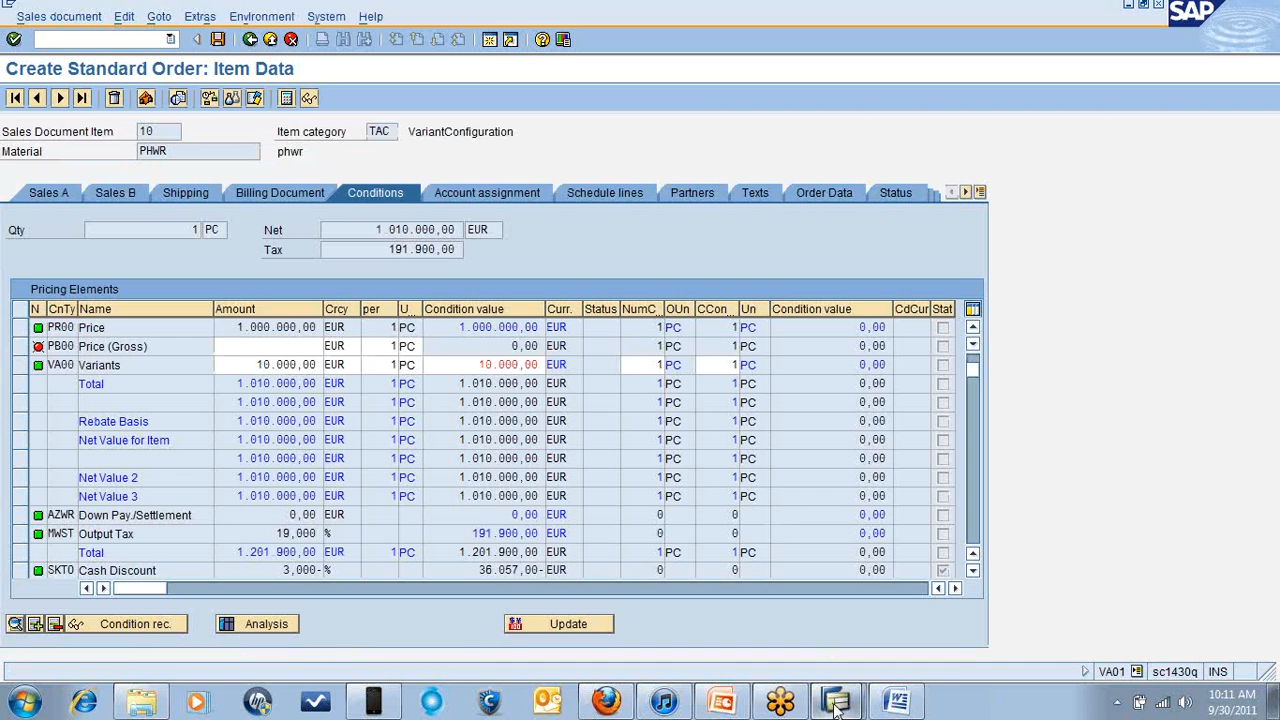 Sales document Edit Goto Extras Environment System Help
SAP
Create Standard Order: Item Data
Sales Document Item 10 Item category TAC VariantConfiguration
Material PHWR phwr
Sales A Sales B Shipping Billing Document Conditions Account assignment Schedule lines Partners Texts Order Data Status
Qty 1 PC Net 1.010.000,00 EUR
Tax 191.900,00
Pricing Elements
N CnTy Name Amount Crcy per U... Condition value Curr. Status NumC... OUn CCon... Un Condition value CdCur Stat
PR00 Price 1.000.000,00 EUR 1 PC 1.000.000,00 EUR 1 PC 1 PC 0,00
PB00 Price (Gross) EUR 1 PC 0,00 EUR 1 PC 1 PC 0,00
VA00 Variants 10.000,00 EUR 1 PC 10.000,00 EUR 1 PC 1 PC 0,00
Total 1.010.000,00 EUR 1 PC 1.010.000,00 EUR 1 PC 1 PC 0,00
1.010.000,00 EUR 1 PC 1.010.000,00 EUR 1 PC 1 PC 0,00
Rebate Basis 1.010.000,00 EUR 1 PC 1.010.000,00 EUR 1 PC 1 PC 0,00
Net Value for Item 1.010.000,00 EUR 1 PC 1.010.000,00 EUR 1 PC 1 PC 0,00
1.010.000,00 EUR 1 PC 1.010.000,00 EUR 1 PC 1 PC 0,00
Net Value 2 1.010.000,00 EUR 1 PC 1.010.000,00 EUR 1 PC 1 PC 0,00
Net Value 3 1.010.000,00 EUR 1 PC 1.010.000,00 EUR 1 PC 1 PC 0,00
AZWR Down Pay./Settlement 0,00 EUR 0,00 EUR 0 0 0,00
MWST Output Tax 19,000 % 191.900,00 EUR 0 0 0,00
Total 1.201.900,00 EUR 1 PC 1.201.900,00 EUR 1 PC 1 PC 0,00
SKTO Cash Discount 3,000- % 36.057,00- EUR 0 0 0,00
Condition rec. Analysis Update
VA01 sc1430q INS
10:11 AM
9/30/2011